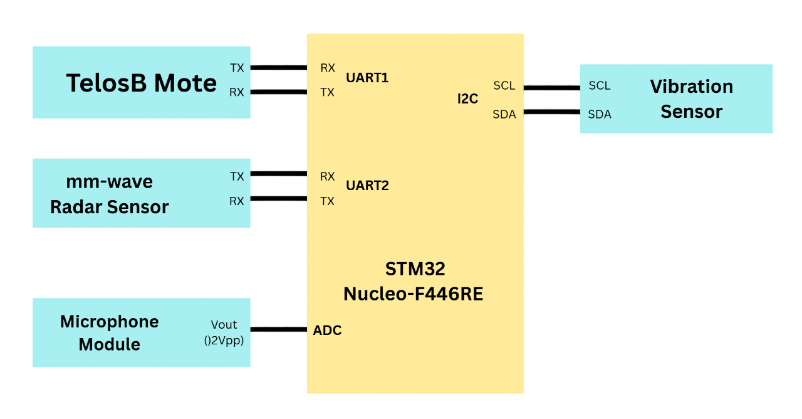 TelosB Mote
TX
RX
RX
TX
UART1
mm-wave
Radar Sensor
TX
RX
RX
TX
UART2
Microphone
Module
Vout
()2Vpp)
ADC
STM32
Nucleo-F446RE
I2C
SCL
SDA
SCL
SDA
Vibration
Sensor